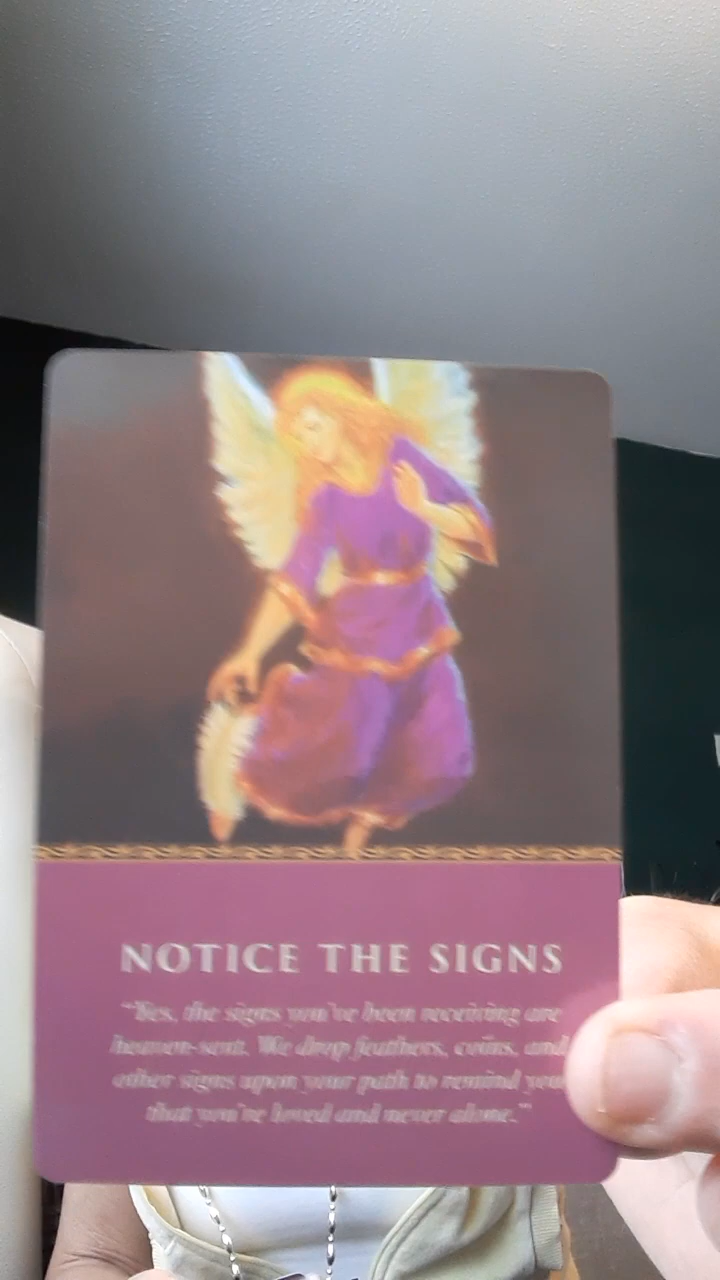 NOTICE THE SIGNS
"Yes, the signs you've been receiving are
heaven-sent. We drop feathers, coins, and
other signs upon your path to remind you
that you're loved and never alone."